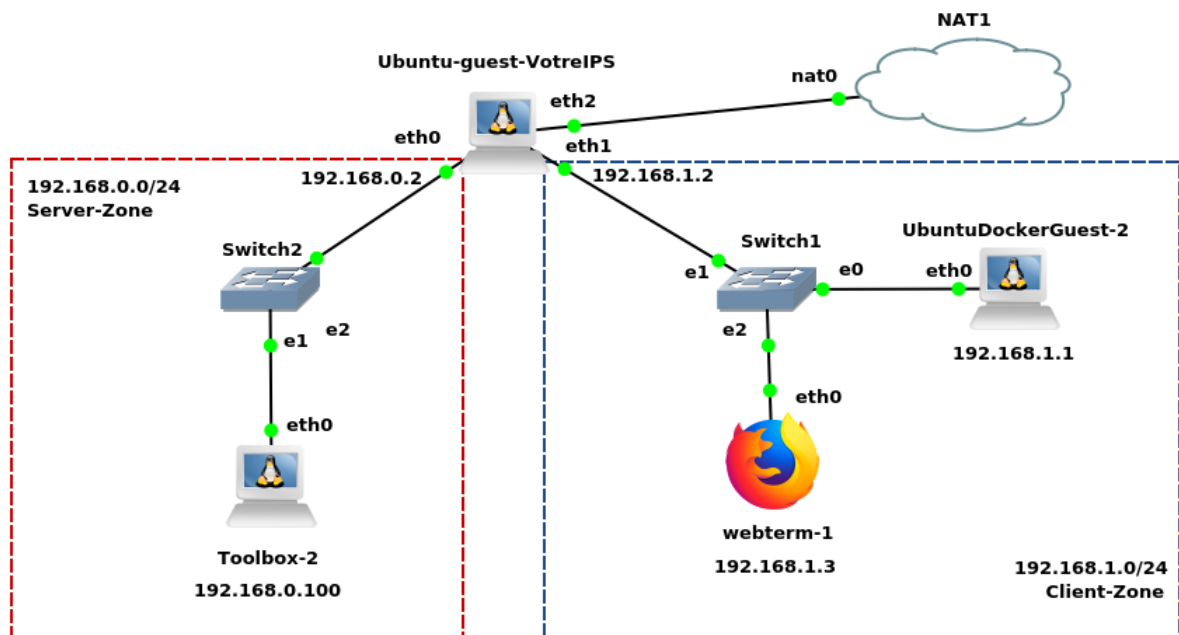 NAT1
Ubuntu-guest-VotreIPS
nat0
eth2
eth0
eth1
192.168.0.2
192.168.1.2
192.168.0.0/24
Server-Zone
Switch2
Switch1
UbuntuDockerGuest-2
e1
e0
eth0
e2
e1
e2
192.168.1.1
eth0
eth0
Toolbox-2
192.168.0.100
webterm-1
192.168.1.3
192.168.1.0/24
Client-Zone